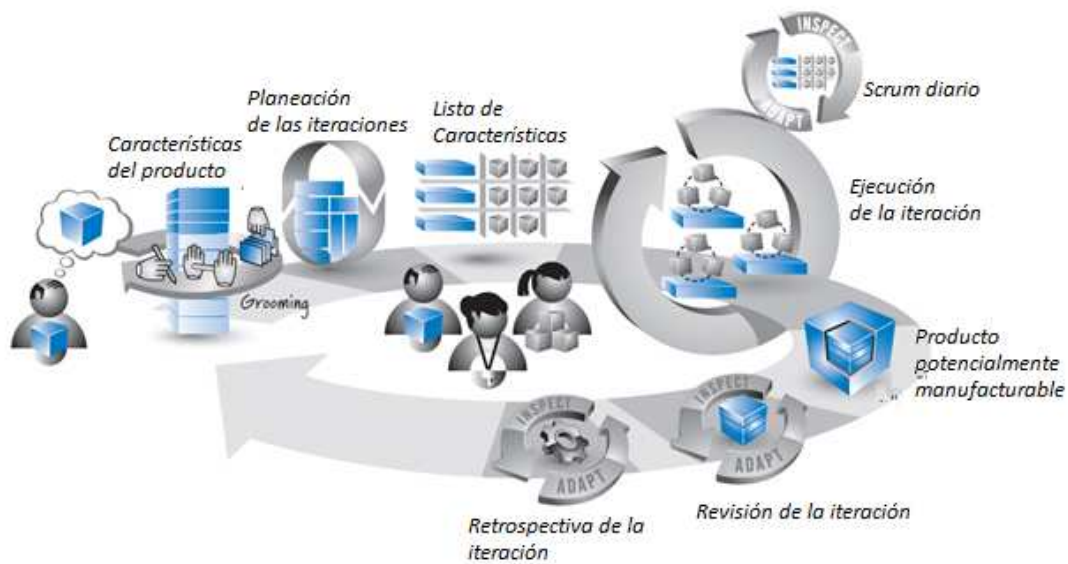 INSPECT
ADAPT
Scrum diario
Planeación
de las iteraciones
Lista de
Características
Características
del producto
Ejecución
de la iteración
Grooming
Producto
potencialmente
manufacturable
INSPECT
ADAPT
INSPECT
ADAPT
Revisión de la iteración
Retrospectiva de la
iteración